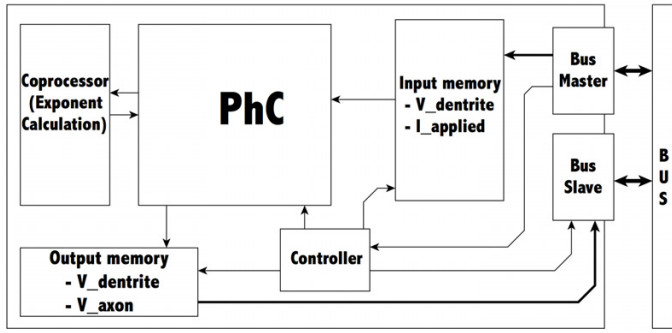 Coprocessor
(Exponent
Calculation)
PhC
Input memory
- V_dentrite
- I_applied
Bus
Master
Bus
Slave
B
U
S
Output memory
- V_dentrite
- V_axon
Controller